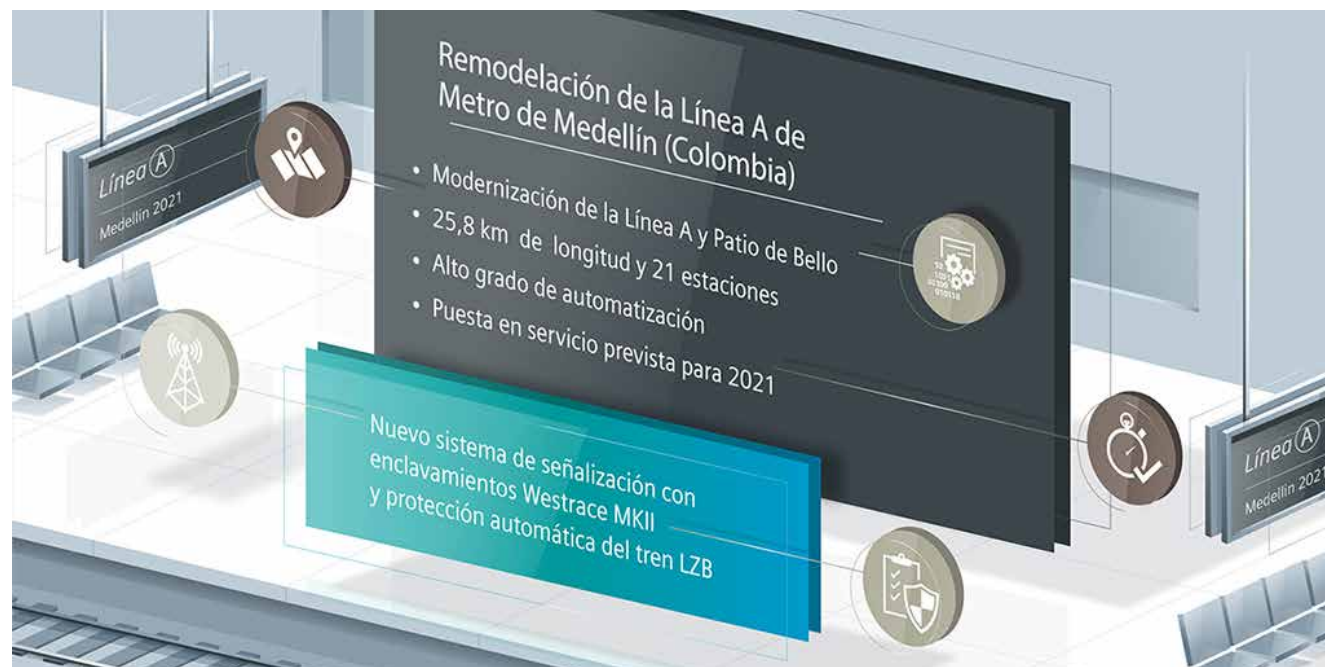 Remodelación de la Línea A de
Metro de Medellín (Colombia)
• Modernización de la Línea A y Patio de Bello
• 25,8 km de longitud y 21 estaciones
• Alto grado de automatización
• Puesta en servicio prevista para 2021
Nuevo sistema de señalización con
enclavamientos Westrace MKII
y protección automática del tren LZB
Línea A
Medellín 2021
Línea A
Medellín 2021